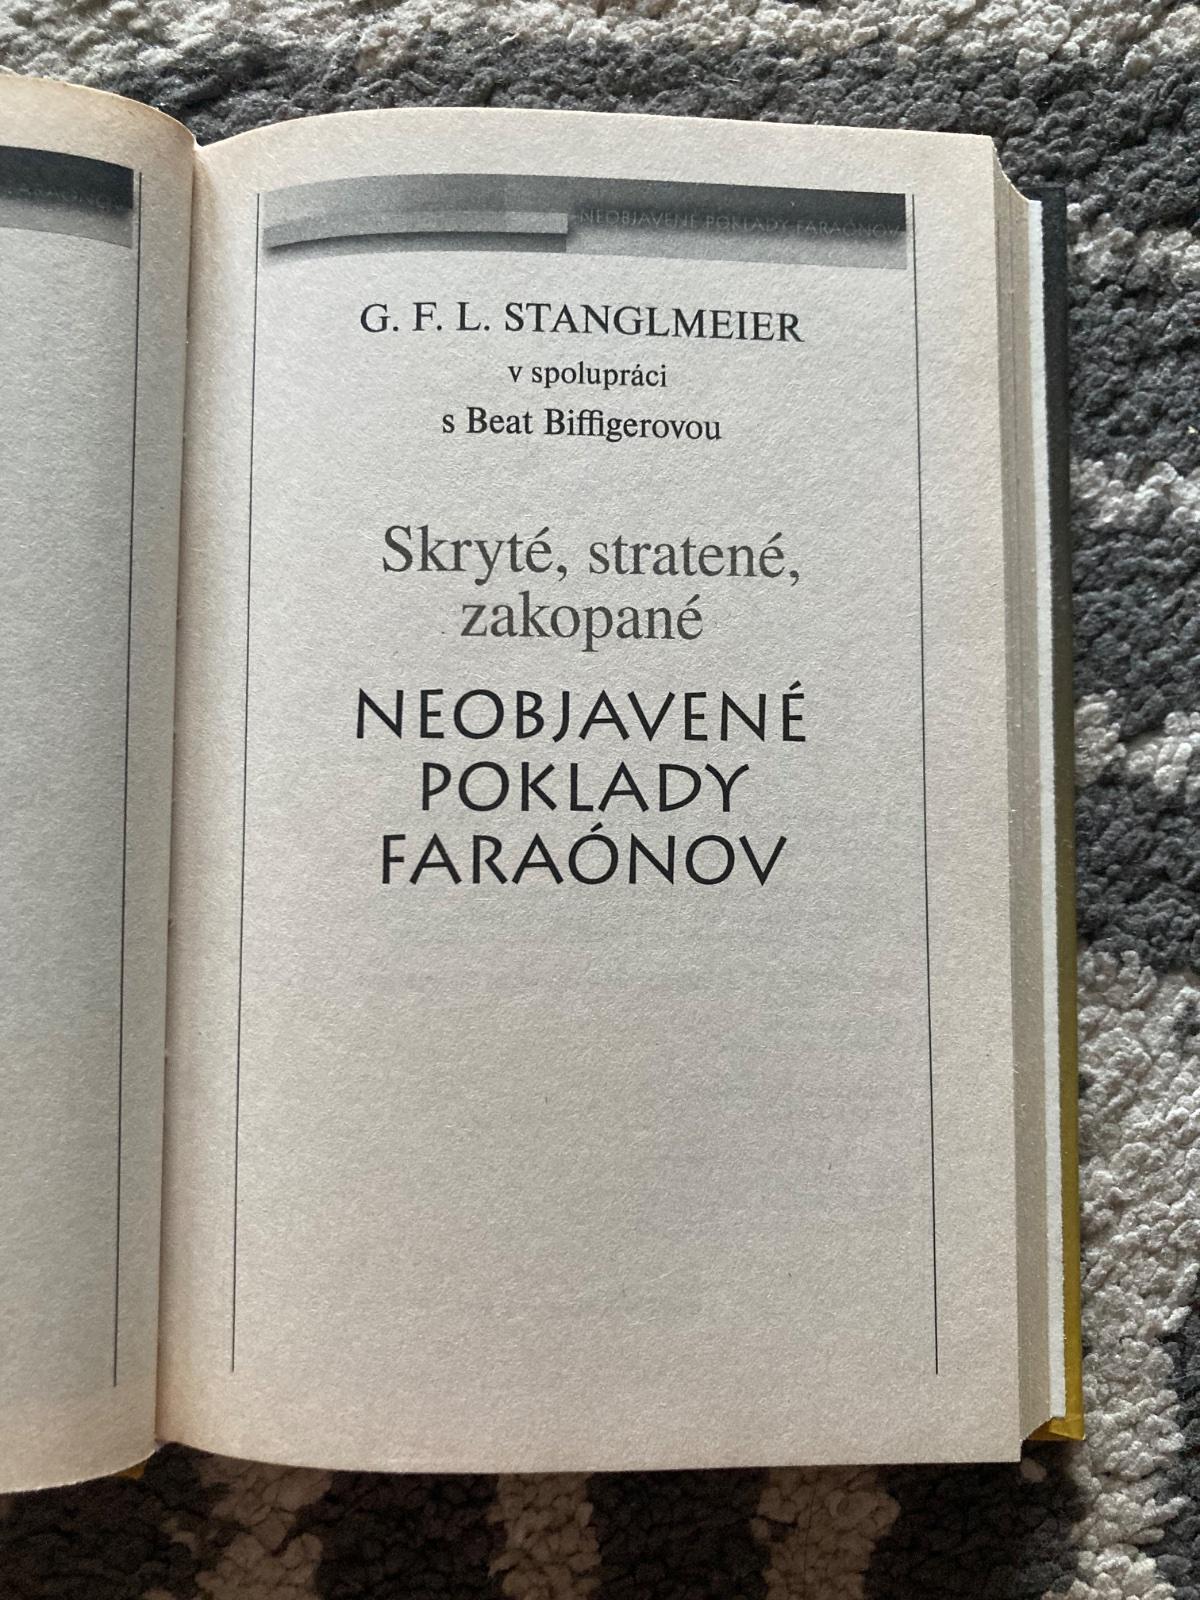 NEOBJAVENÉ POKLADY FARAÓNOV
G. F. L. STANGLMEIER
v spolupráci
s Beat Biffigerovou
Skryté, stratené,
zakopané
NEOBJAVENÉ
POKLADY
FARAÓNOV